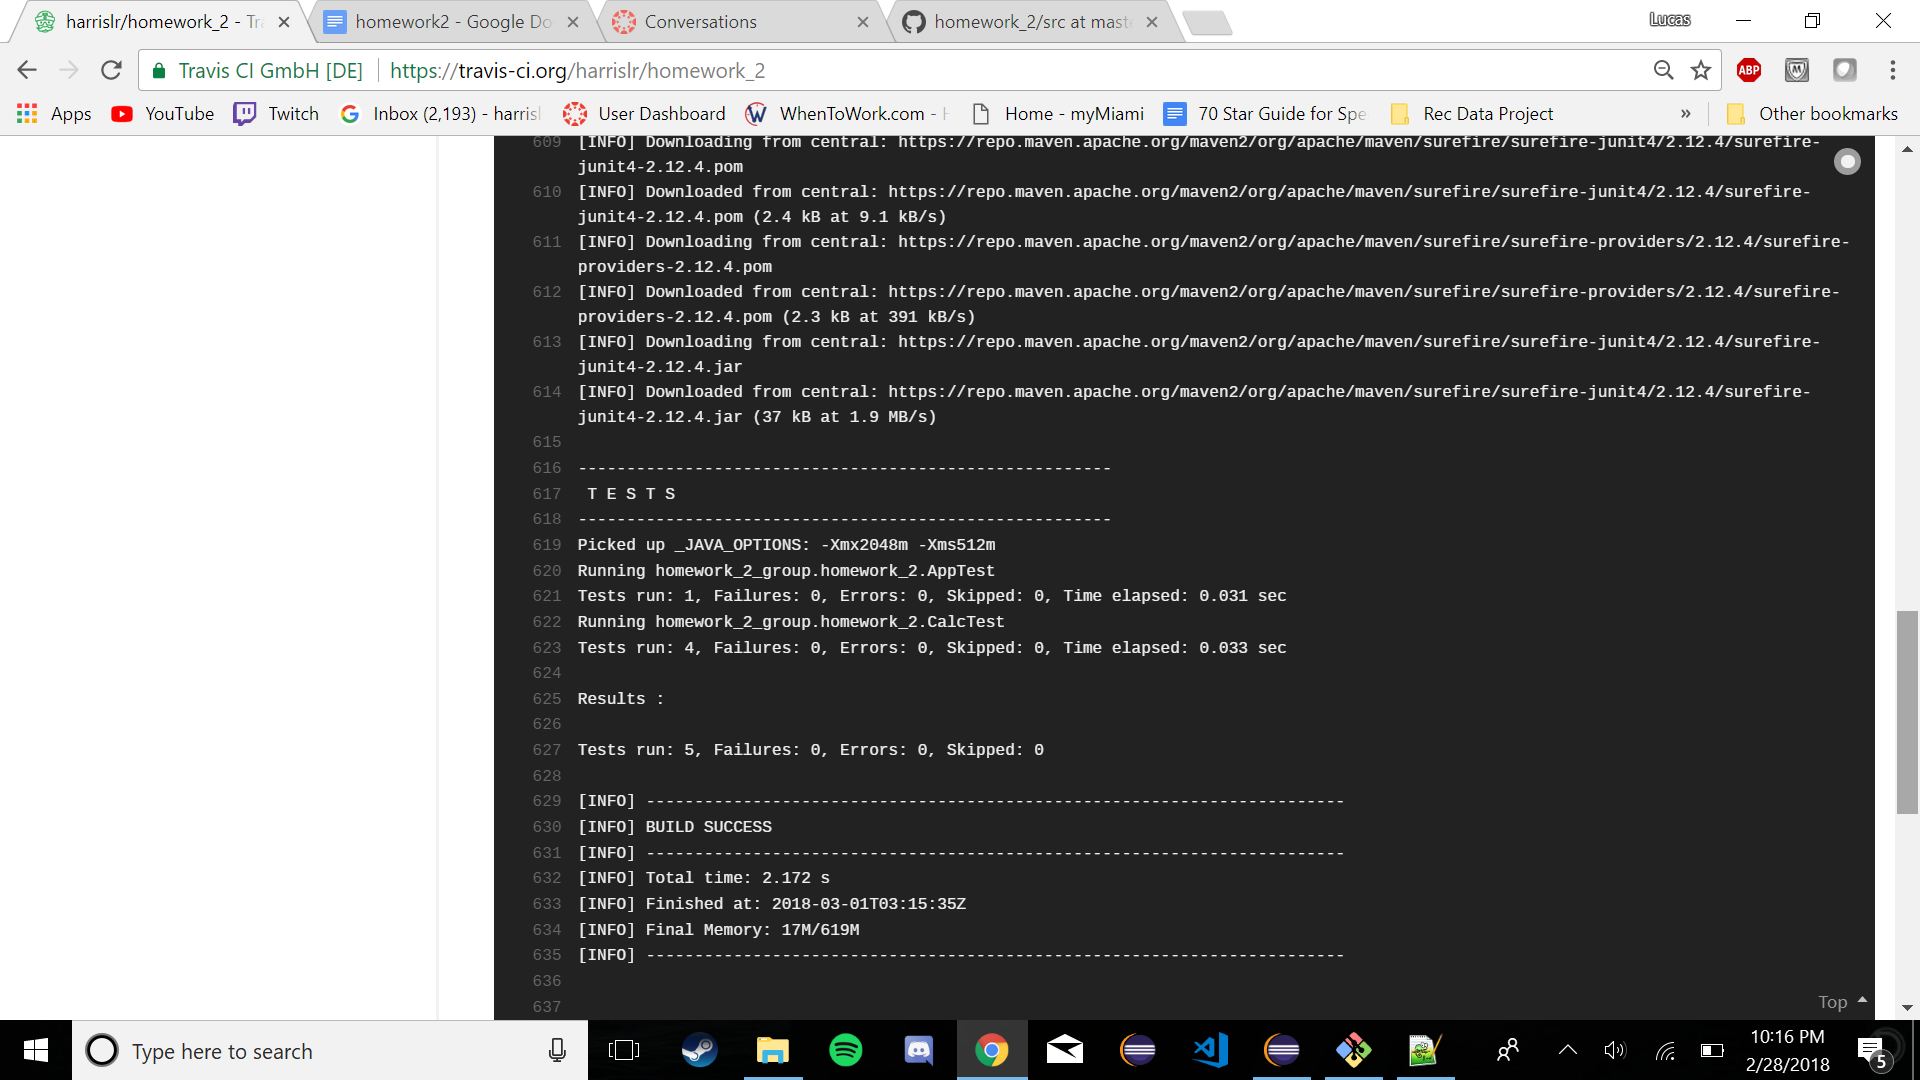 harrislr/homework_2 - Tr
homework2 - Google Do
Conversations
homework_2/src at mast
Lucas
Travis CI GmbH [DE]
https://travis-ci.org/harrislr/homework_2
ABP
Apps
YouTube
Twitch
Inbox (2,193) - harrisl
User Dashboard
WhenToWork.com - H
Home - myMiami
70 Star Guide for Spe
Rec Data Project
»
Other bookmarks
609 [INFO] Downloading from central: https://repo.maven.apache.org/maven2/org/apache/maven/surefire/surefire-junit4/2.12.4/surefire-
junit4-2.12.4.pom
610 [INFO] Downloaded from central: https://repo.maven.apache.org/maven2/org/apache/maven/surefire/surefire-junit4/2.12.4/surefire-
junit4-2.12.4.pom (2.4 kB at 9.1 kB/s)
611 [INFO] Downloading from central: https://repo.maven.apache.org/maven2/org/apache/maven/surefire/surefire-providers/2.12.4/surefire-
providers-2.12.4.pom
612 [INFO] Downloaded from central: https://repo.maven.apache.org/maven2/org/apache/maven/surefire/surefire-providers/2.12.4/surefire-
providers-2.12.4.pom (2.3 kB at 391 kB/s)
613 [INFO] Downloading from central: https://repo.maven.apache.org/maven2/org/apache/maven/surefire/surefire-junit4/2.12.4/surefire-
junit4-2.12.4.jar
614 [INFO] Downloaded from central: https://repo.maven.apache.org/maven2/org/apache/maven/surefire/surefire-junit4/2.12.4/surefire-
junit4-2.12.4.jar (37 kB at 1.9 MB/s)
615
616 -------------------------------------------------------
617 T E S T S
618 -------------------------------------------------------
619 Picked up _JAVA_OPTIONS: -Xmx2048m -Xms512m
620 Running homework_2_group.homework_2.AppTest
621 Tests run: 1, Failures: 0, Errors: 0, Skipped: 0, Time elapsed: 0.031 sec
622 Running homework_2_group.homework_2.CalcTest
623 Tests run: 4, Failures: 0, Errors: 0, Skipped: 0, Time elapsed: 0.033 sec
624
625 Results :
626
627 Tests run: 5, Failures: 0, Errors: 0, Skipped: 0
628
629 [INFO] ------------------------------------------------------------------------
630 [INFO] BUILD SUCCESS
631 [INFO] ------------------------------------------------------------------------
632 [INFO] Total time: 2.172 s
633 [INFO] Finished at: 2018-03-01T03:15:35Z
634 [INFO] Final Memory: 17M/619M
635 [INFO] ------------------------------------------------------------------------
636
637
Top
Type here to search
10:16 PM
2/28/2018
5